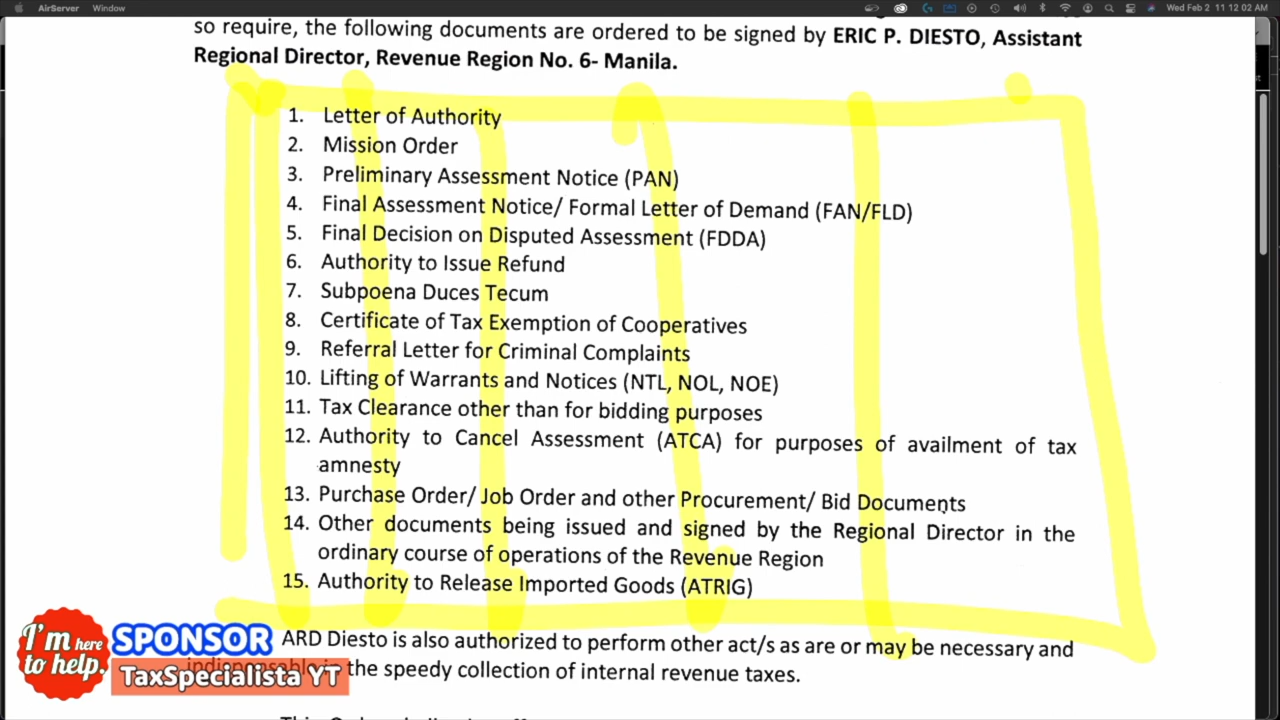 AirServer Window Wed Feb 2 11 12 02 AM
so require, the following documents are ordered to be signed by ERIC P. DIESTO, Assistant
Regional Director, Revenue Region No. 6- Manila.
1. Letter of Authority
2. Mission Order
3. Preliminary Assessment Notice (PAN)
4. Final Assessment Notice/ Formal Letter of Demand (FAN/FLD)
5. Final Decision on Disputed Assessment (FDDA)
6. Authority to Issue Refund
7. Subpoena Duces Tecum
8. Certificate of Tax Exemption of Cooperatives
9. Referral Letter for Criminal Complaints
10. Lifting of Warrants and Notices (NTL, NOL, NOE)
11. Tax Clearance other than for bidding purposes
12. Authority to Cancel Assessment (ATCA) for purposes of availment of tax
amnesty
13. Purchase Order/ Job Order and other Procurement/ Bid Documents
14. Other documents being issued and signed by the Regional Director in the
ordinary course of operations of the Revenue Region
15. Authority to Release Imported Goods (ATRIG)
ARD Diesto is also authorized to perform other act/s as are or may be necessary and
the speedy collection of internal revenue taxes.
I'm here
to help.
SPONSOR
TaxSpecialista YT